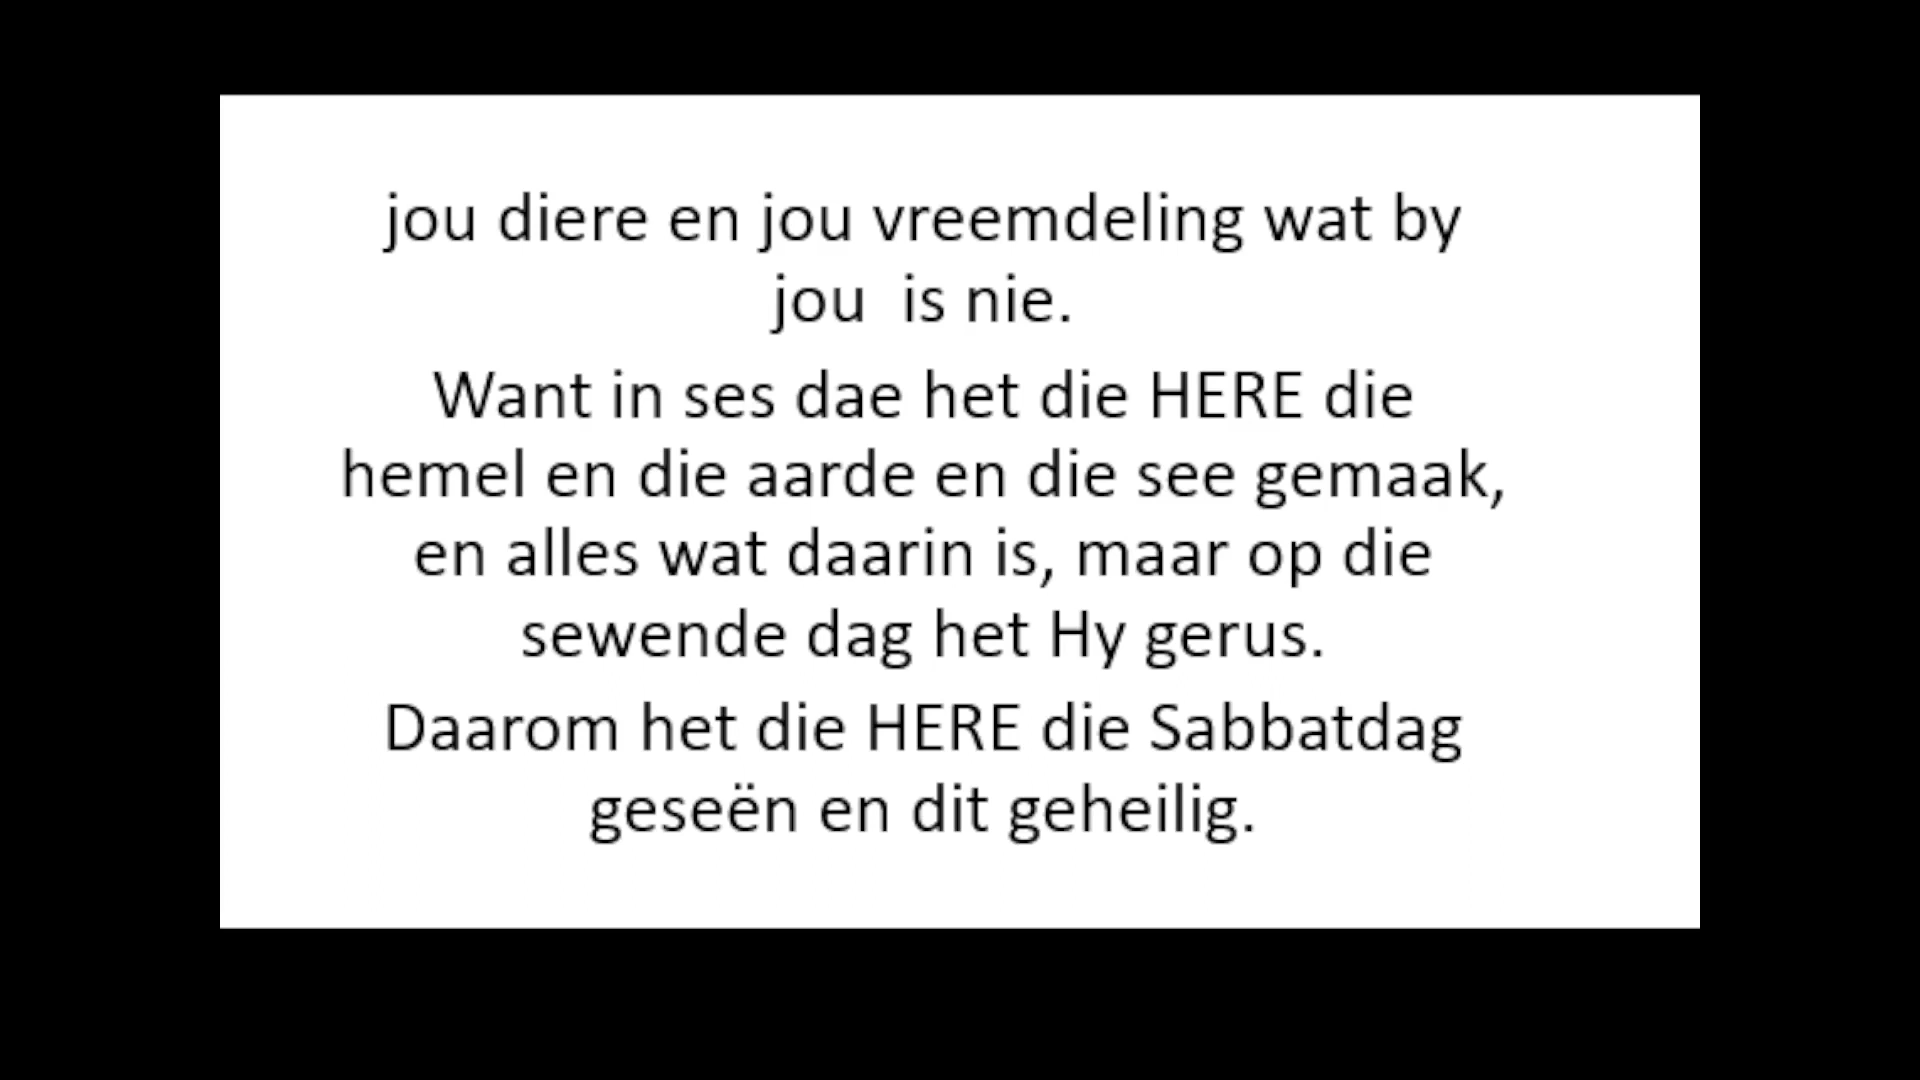 jou diere en jou vreemdeling wat by
jou  is nie.
Want in ses dae het die HERE die
hemel en die aarde en die see gemaak,
en alles wat daarin is, maar op die
sewende dag het Hy gerus.
Daarom het die HERE die Sabbatdag
geseën en dit geheilig.